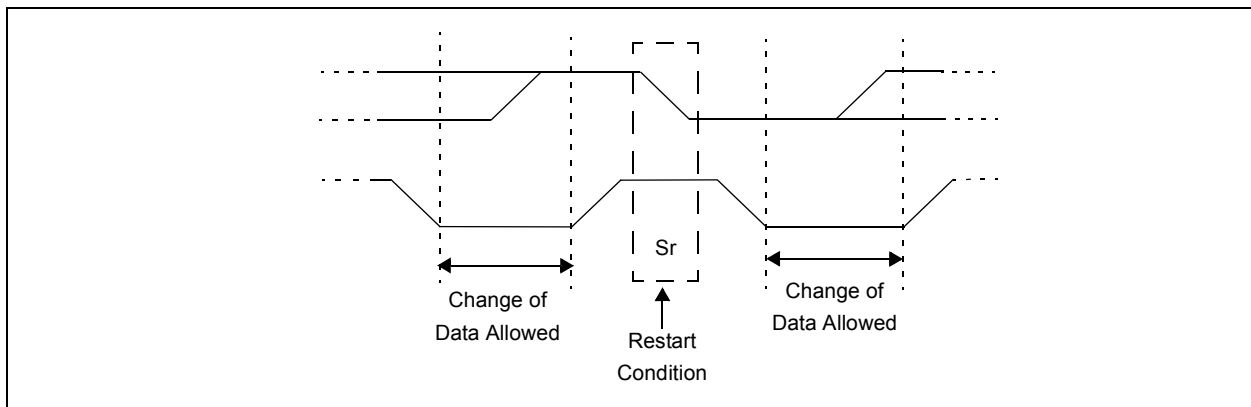 Sr
Change of
Data Allowed
Restart
Condition
Change of
Data Allowed